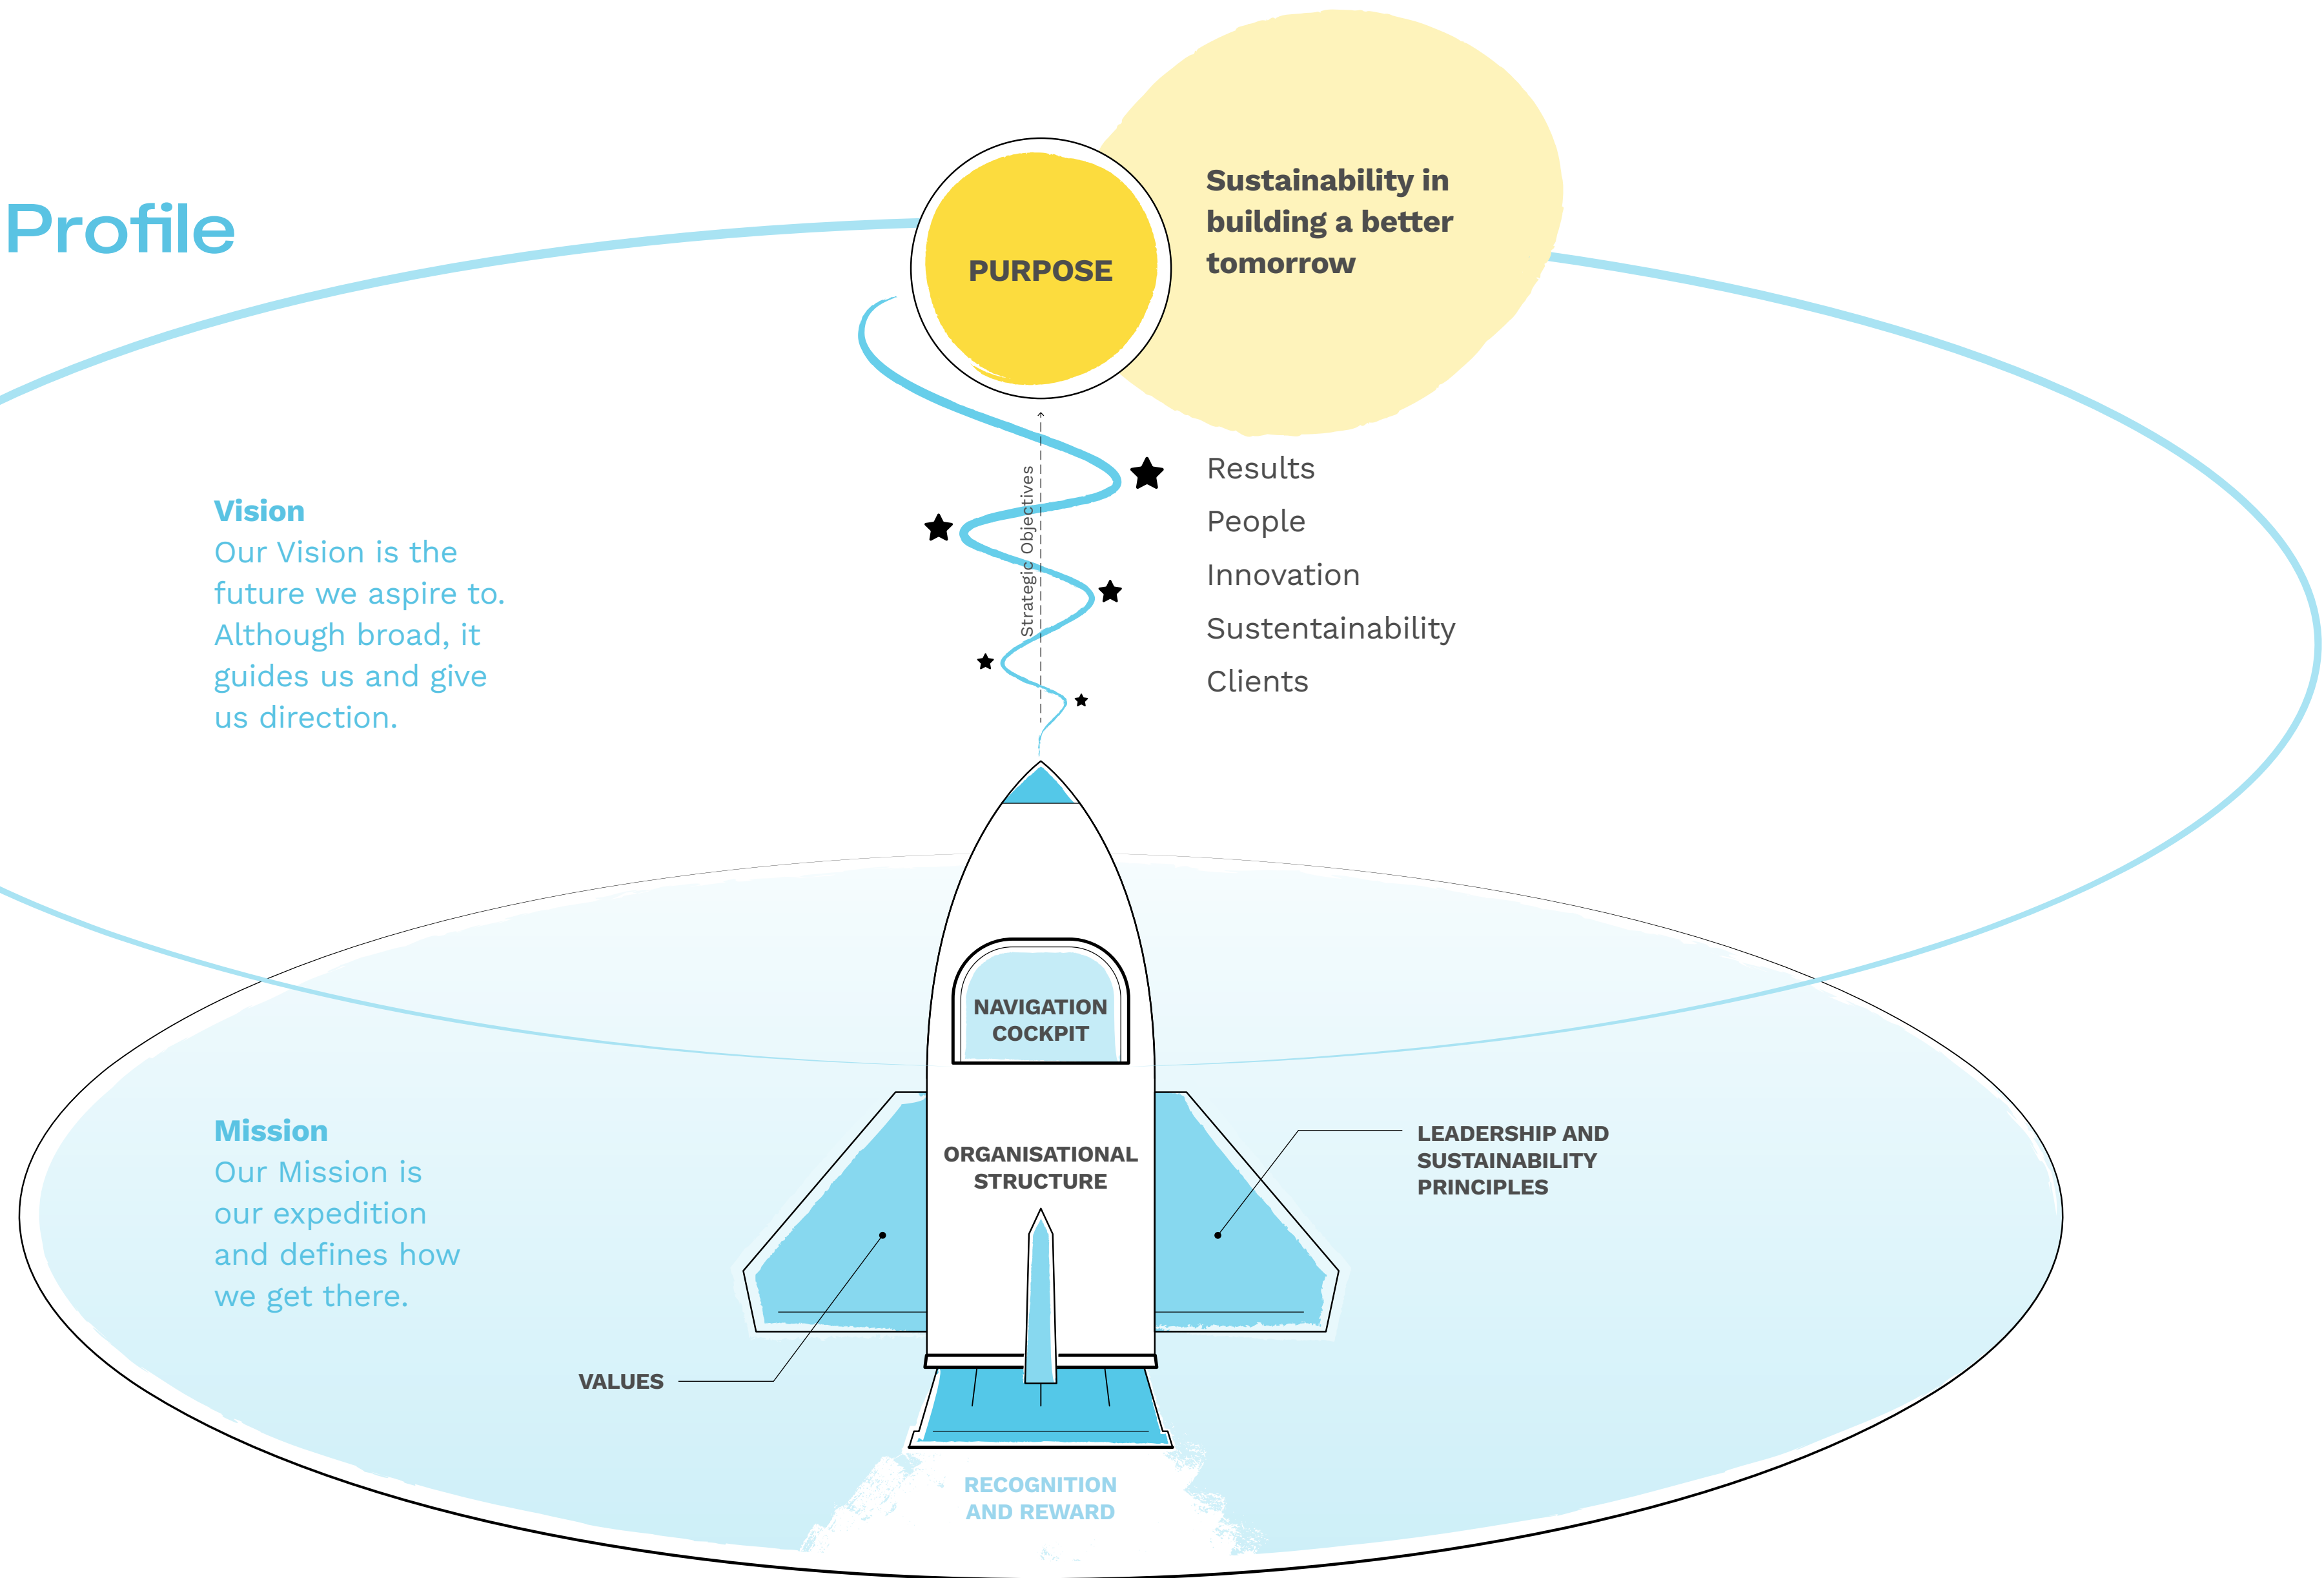 Profile
PURPOSE
Sustainability in
building a better
tomorrow
Strategic Objectives
Results
People
Innovation
Sustentainability
Clients
Vision
Our Vision is the
future we aspire to.
Although broad, it
guides us and give
us direction.
NAVIGATION
COCKPIT
ORGANISATIONAL
STRUCTURE
LEADERSHIP AND
SUSTAINABILITY
PRINCIPLES
Mission
Our Mission is
our expedition
and defines how
we get there.
VALUES
RECOGNITION
AND REWARD